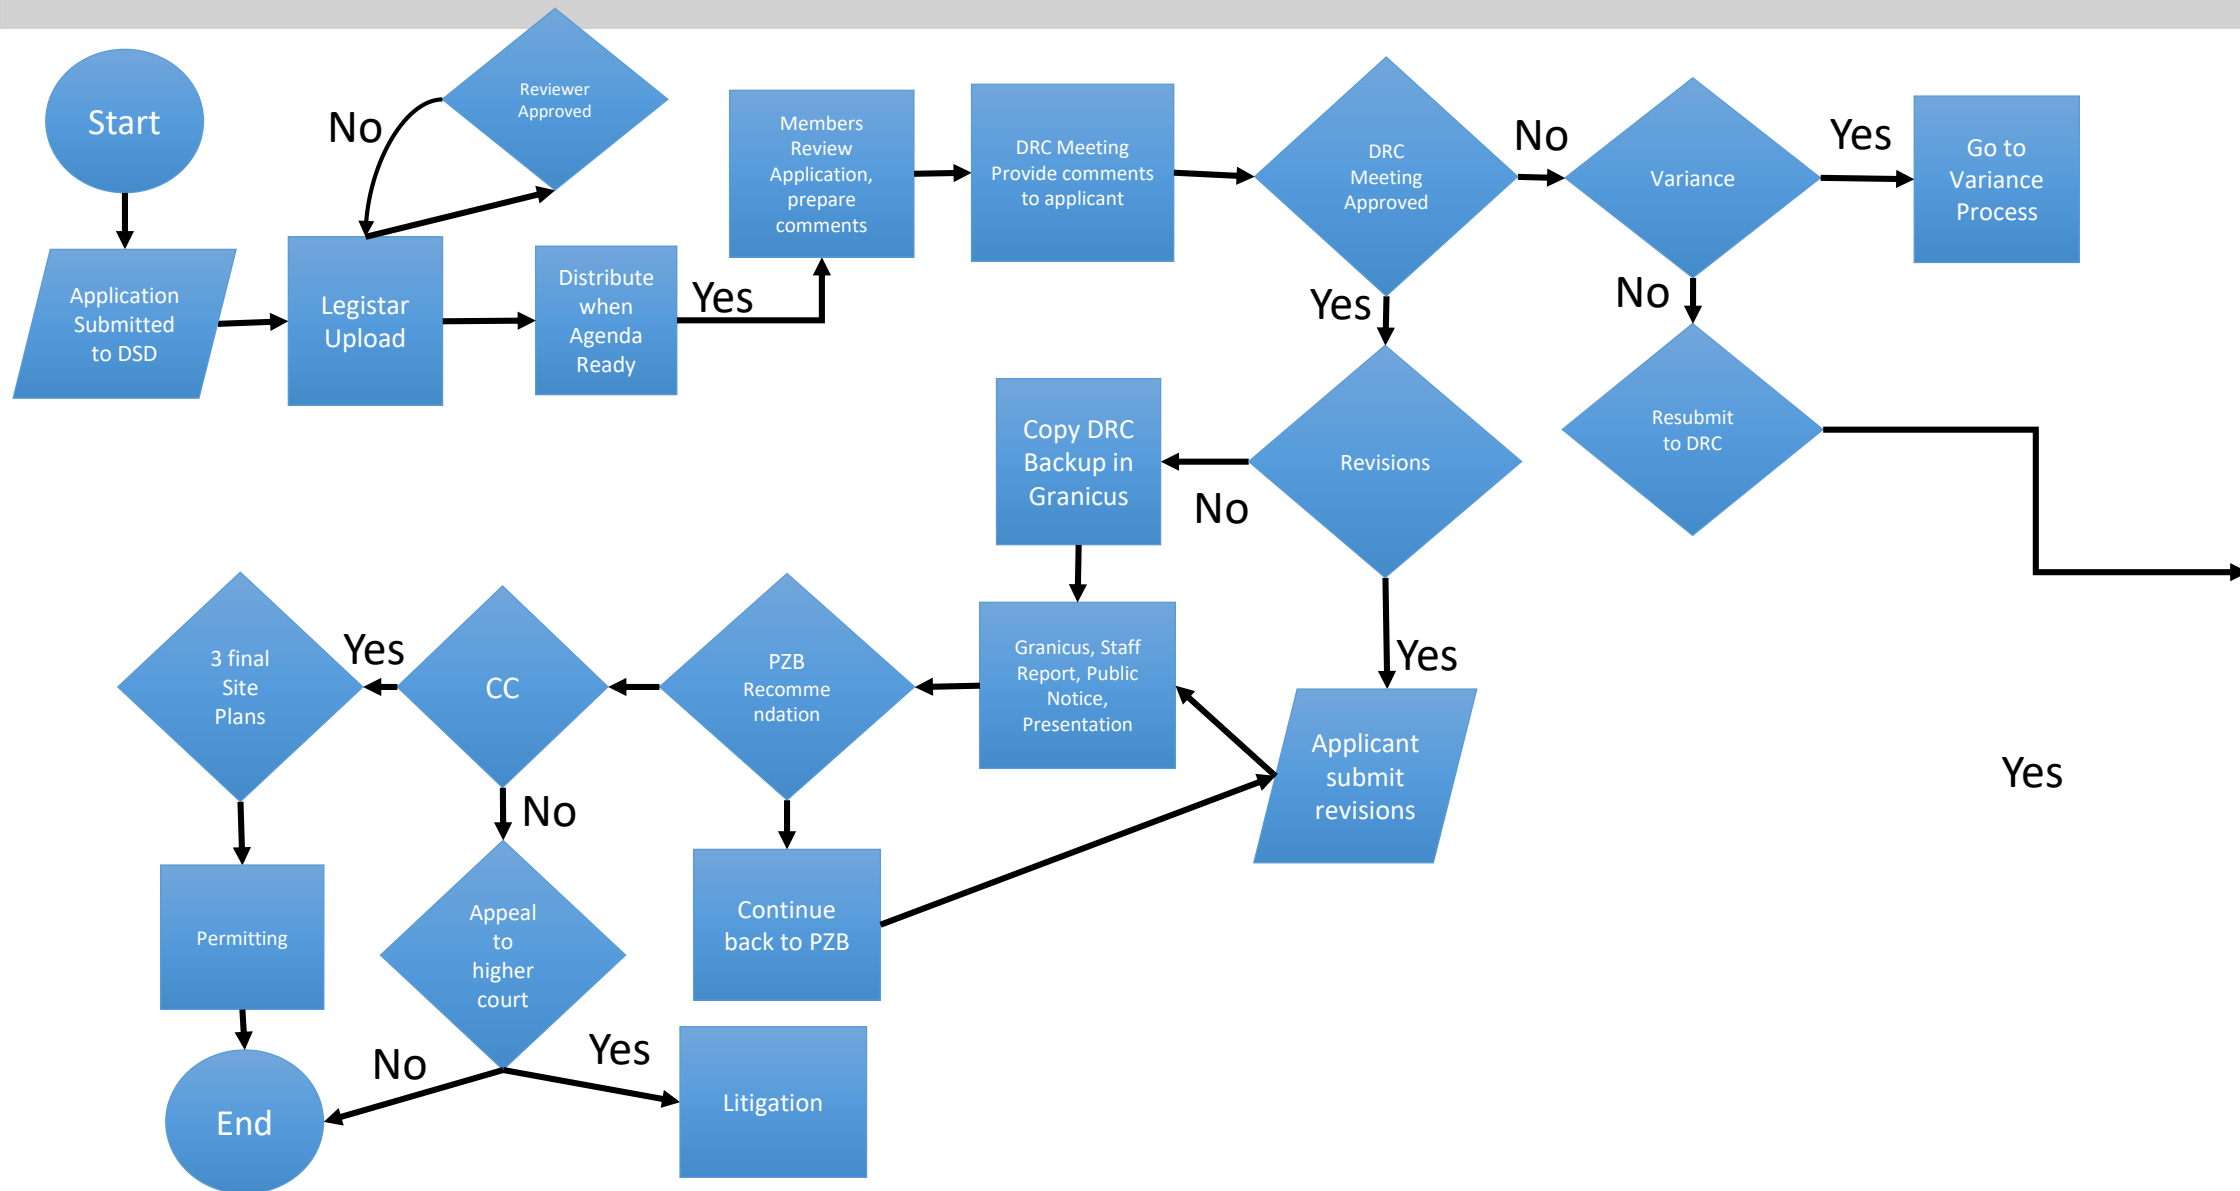 Start
No
Reviewer
Approved
Application
Submitted
to DSD
Legistar
Upload
Distribute
when
Agenda
Ready
Yes
Members
Review
Application,
prepare
comments
DRC Meeting
Provide comments
to applicant
DRC
Meeting
Approved
No
Variance
Yes
Go to
Variance
Process
Yes
No
Resubmit
to DRC
Revisions
No
Copy DRC
Backup in
Granicus
Yes
Applicant
submit
revisions
Granicus, Staff
Report, Public
Notice,
Presentation
PZB
Recomme
ndation
CC
Yes
3 final
Site
Plans
No
Continue
back to PZB
Appeal
to
higher
court
Permitting
No
Yes
Litigation
End
Yes